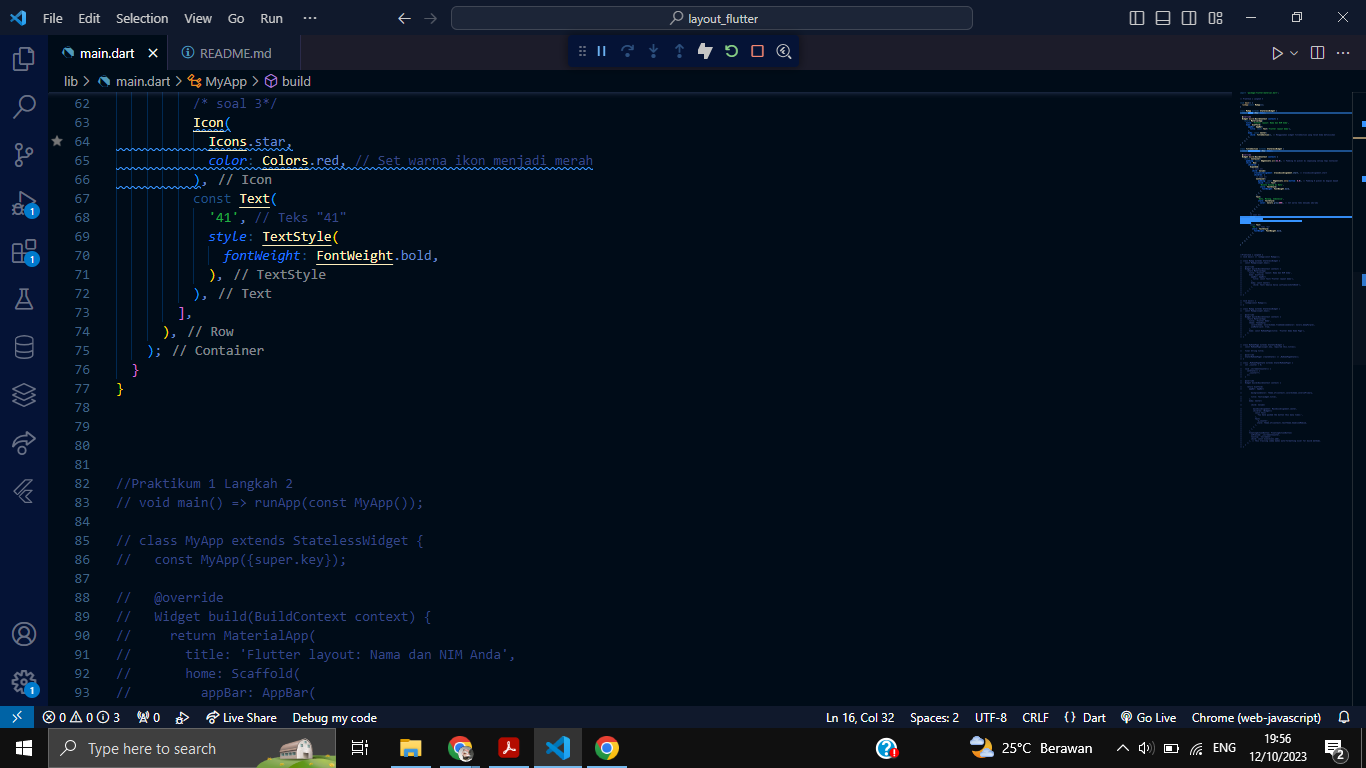 File Edit Selection View Go Run ··· layout_flutter
main.dart README.md
lib > main.dart > MyApp > build
62 /* soal 3*/
63 Icon(
64 Icons.star,
65 color: Colors.red, // Set warna ikon menjadi merah
66 ), // Icon
67 const Text(
68 '41', // Teks "41"
69 style: TextStyle(
70 fontWeight: FontWeight.bold,
71 ), // TextStyle
72 ), // Text
73 ],
74 ), // Row
75 ); // Container
76 }
77 }
78
79
80
81
82 //Praktikum 1 Langkah 2
83 // void main() => runApp(const MyApp());
84
85 // class MyApp extends StatelessWidget {
86 //   const MyApp({super.key});
87
88 //   @override
89 //   Widget build(BuildContext context) {
90 //     return MaterialApp(
91 //       title: 'Flutter layout: Nama dan NIM Anda',
92 //       home: Scaffold(
93 //         appBar: AppBar(
1
1
1
0 0 3 0 Live Share Debug my code Ln 16, Col 32 Spaces: 2 UTF-8 CRLF {} Dart Go Live Chrome (web-javascript)
Type here to search 25°C Berawan ENG 19:56
12/10/2023 2